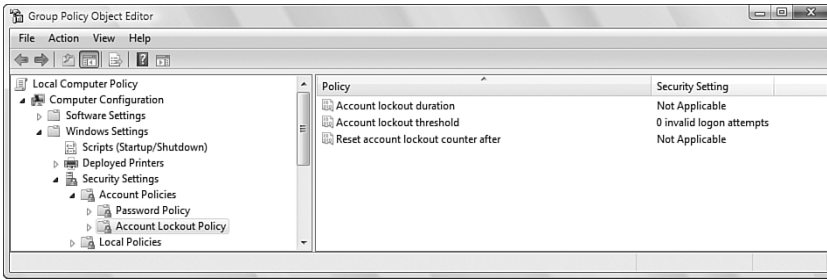 Group Policy Object Editor
File Action View Help
Local Computer Policy
Computer Configuration
Software Settings
Windows Settings
Scripts (Startup/Shutdown)
Deployed Printers
Security Settings
Account Policies
Password Policy
Account Lockout Policy
Local Policies
Policy Security Setting
Account lockout duration Not Applicable
Account lockout threshold 0 invalid logon attempts
Reset account lockout counter after Not Applicable